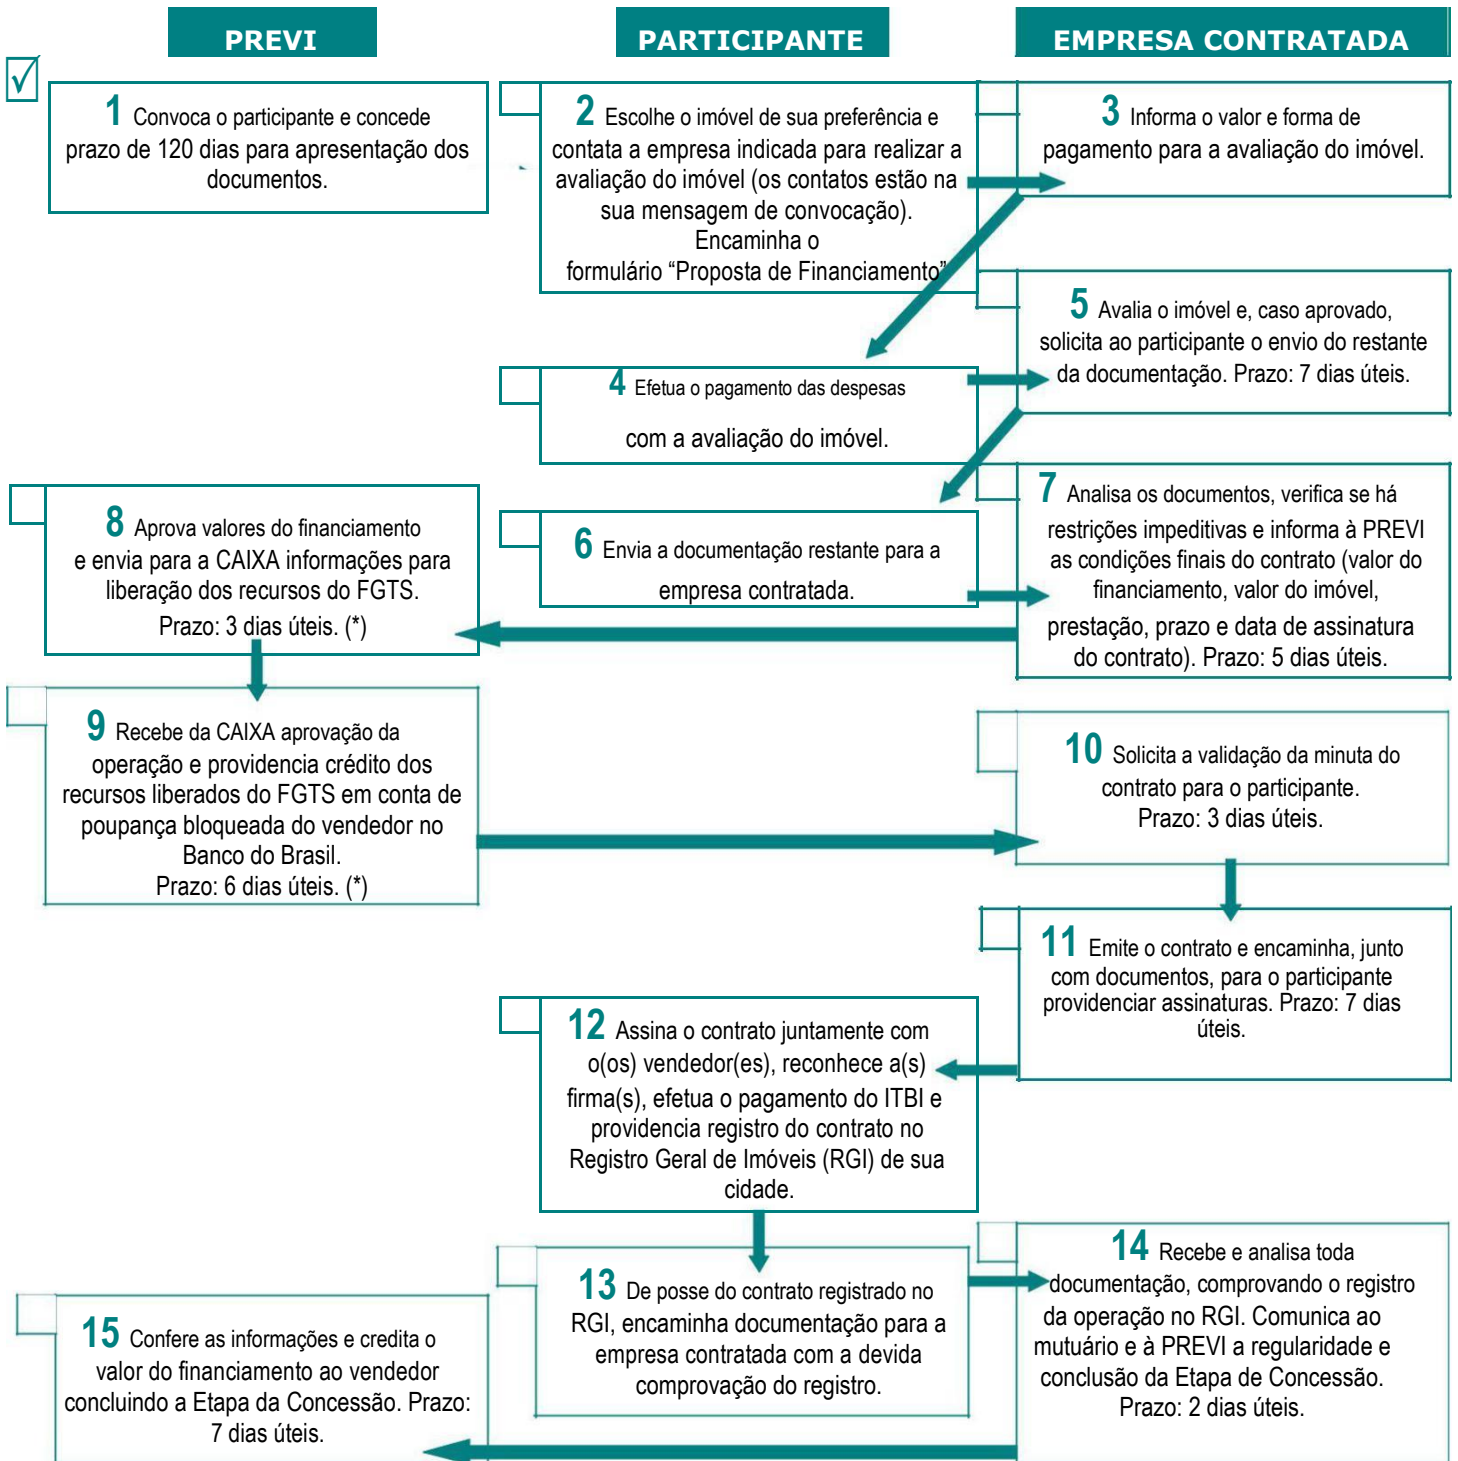 PREVI
PARTICIPANTE
EMPRESA CONTRATADA
1 Convoca o participante e concede
prazo de 120 dias para apresentação dos
documentos.
2 Escolhe o imóvel de sua preferência e
contata a empresa indicada para realizar a
avaliação do imóvel (os contatos estão na
sua mensagem de convocação).
Encaminha o
formulário “Proposta de Financiamento”
3 Informa o valor e forma de
pagamento para a avaliação do imóvel.
4 Efetua o pagamento das despesas
com a avaliação do imóvel.
5 Avalia o imóvel e, caso aprovado,
solicita ao participante o envio do restante
da documentação. Prazo: 7 dias úteis.
6 Envia a documentação restante para a
empresa contratada.
7 Analisa os documentos, verifica se há
restrições impeditivas e informa à PREVI
as condições finais do contrato (valor do
financiamento, valor do imóvel,
prestação, prazo e data de assinatura
do contrato). Prazo: 5 dias úteis.
8 Aprova valores do financiamento
e envia para a CAIXA informações para
liberação dos recursos do FGTS.
Prazo: 3 dias úteis. (*)
9 Recebe da CAIXA aprovação da
operação e providencia crédito dos
recursos liberados do FGTS em conta de
poupança bloqueada do vendedor no
Banco do Brasil.
Prazo: 6 dias úteis. (*)
10 Solicita a validação da minuta do
contrato para o participante.
Prazo: 3 dias úteis.
11 Emite o contrato e encaminha, junto
com documentos, para o participante
providenciar assinaturas. Prazo: 7 dias
úteis.
12 Assina o contrato juntamente com
o(os) vendedor(es), reconhece a(s)
firma(s), efetua o pagamento do ITBI e
providencia registro do contrato no
Registro Geral de Imóveis (RGI) de sua
cidade.
13 De posse do contrato registrado no
RGI, encaminha documentação para a
empresa contratada com a devida
comprovação do registro.
14 Recebe e analisa toda
documentação, comprovando o registro
da operação no RGI. Comunica ao
mutuário e à PREVI a regularidade e
conclusão da Etapa de Concessão.
Prazo: 2 dias úteis.
15 Confere as informações e credita o
valor do financiamento ao vendedor
concluindo a Etapa da Concessão. Prazo:
7 dias úteis.